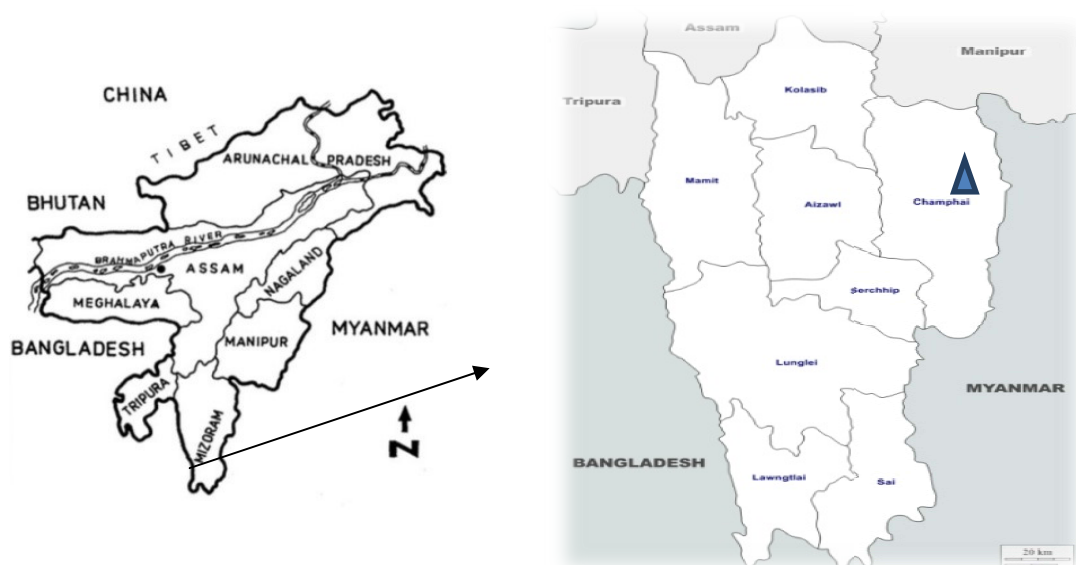 CHINA
TIBET
ARUNACHAL PRADESH
BHUTAN
BRAHMAPUTRA RIVER
ASSAM
NAGALAND
MEGHALAYA
BANGLADESH
MANIPUR
MYANMAR
TRIPURA
MIZORAM
N
Assam
Manipur
Kolasib
Tripura
Mamit
Aizawl
Champhai
Serchhip
Lunglei
MYANMAR
BANGLADESH
Lawngtlai
Sai
20 km